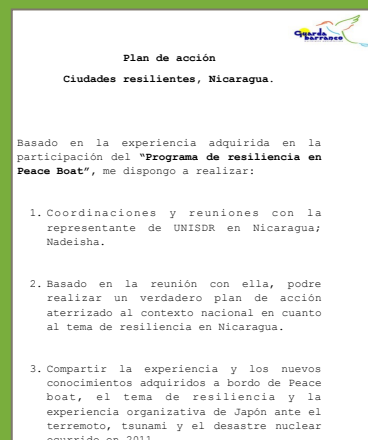 Guarda
barranco
Plan de acción
Ciudades resilientes, Nicaragua.
Basado en la experiencia adquirida en la
participación del "Programa de resiliencia en
Peace Boat", me dispongo a realizar:
1. Coordinaciones y reuniones con la
representante de UNISDR en Nicaragua;
Nadeisha.
2. Basado en la reunión con ella, podre
realizar un verdadero plan de acción
aterrizado al contexto nacional en cuanto
al tema de resiliencia en Nicaragua.
3. Compartir la experiencia y los nuevos
conocimientos adquiridos a bordo de Peace
boat, el tema de resiliencia y la
experiencia organizativa de Japón ante el
terremoto, tsunami y el desastre nuclear
ocurrido en 2011